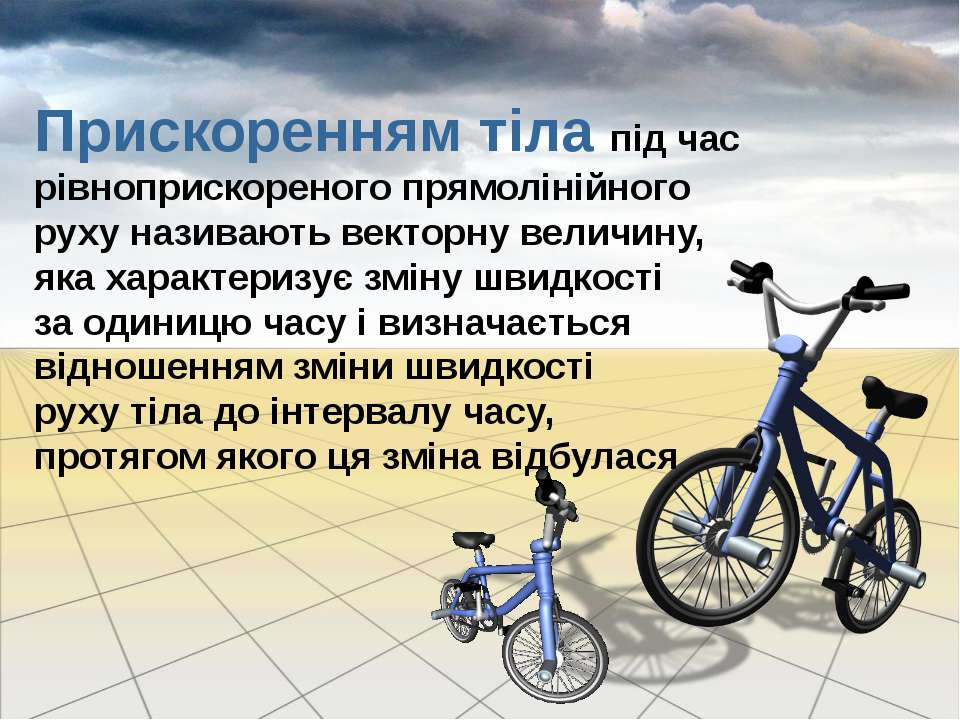 Прискоренням тіла під час
рівноприскореного прямолінійного
руху називають векторну величину,
яка характеризує зміну швидкості
за одиницю часу і визначається
відношенням зміни швидкості
руху тіла до інтервалу часу,
протягом якого ця зміна відбулася